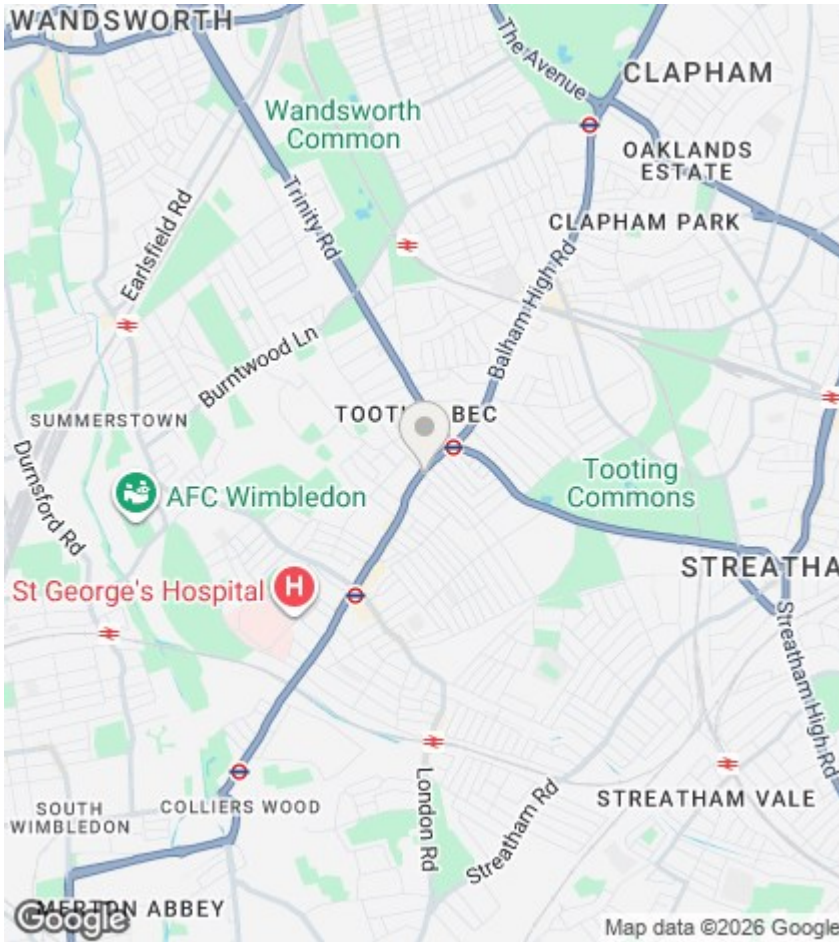 WANDSWORTH
The Avenue
CLAPHAM
Wandsworth
Common
OAKLANDS
ESTATE
Trinity Rd
Earlsfield Rd
CLAPHAM PARK
Balham High Rd
Burntwood Ln
SUMMERSTOWN
BEC
Durnsford Rd
AFC Wimbledon
Tooting
Commons
St George's Hospital
H
STREATHA
Streatham High Rd
London Rd
Streatham Rd
STREATHAM VALE
SOUTH
WIMBLEDON
COLLIERS WOOD
ABBEY
Google
Map data ©2026 Google